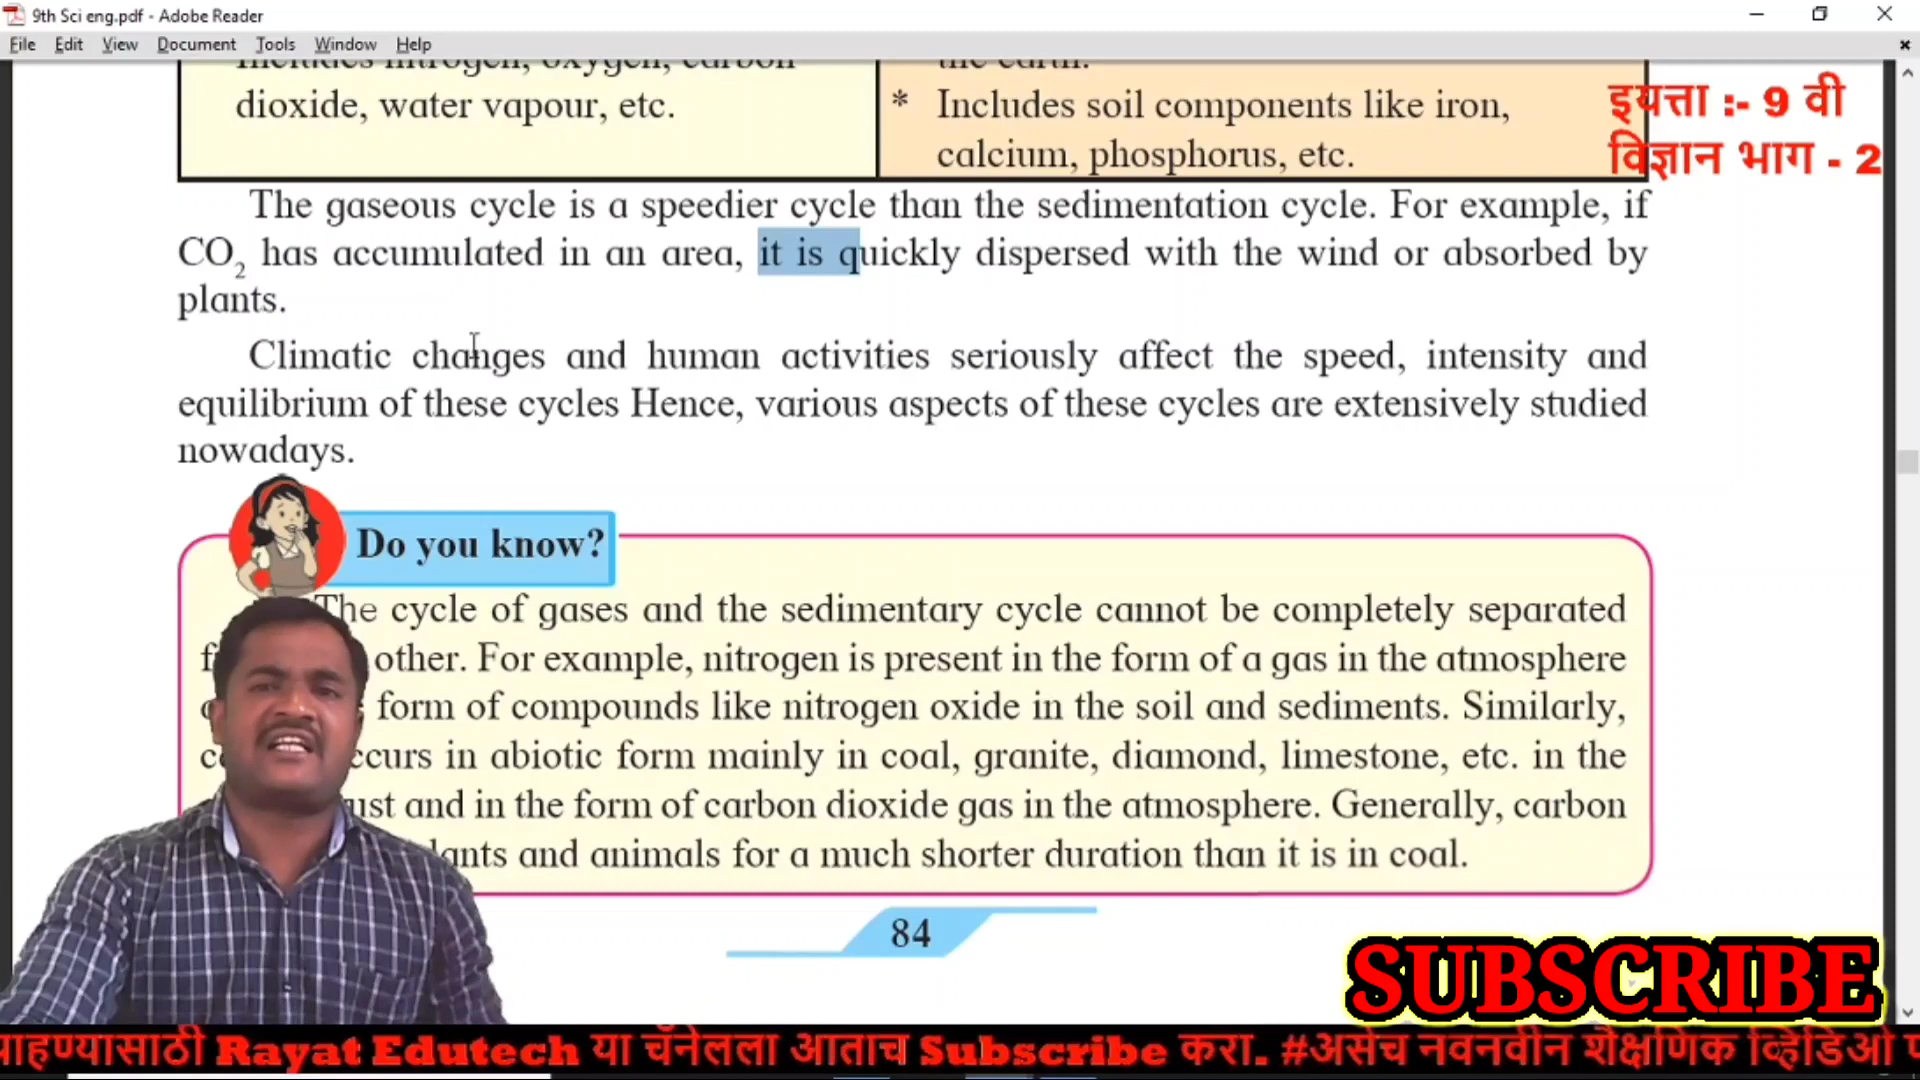 9th Sci eng.pdf - Adobe Reader
File Edit View Document Tools Window Help
Includes nitrogen, oxygen, carbon
dioxide, water vapour, etc.
the earth.
* Includes soil components like iron,
calcium, phosphorus, etc.
इयत्ता :- 9 वी
विज्ञान भाग - 2
The gaseous cycle is a speedier cycle than the sedimentation cycle. For example, if
CO2 has accumulated in an area, it is quickly dispersed with the wind or absorbed by
plants.
Climatic changes and human activities seriously affect the speed, intensity and
equilibrium of these cycles Hence, various aspects of these cycles are extensively studied
nowadays.
Do you know?
The cycle of gases and the sedimentary cycle cannot be completely separated
other. For example, nitrogen is present in the form of a gas in the atmosphere
form of compounds like nitrogen oxide in the soil and sediments. Similarly,
in abiotic form mainly in coal, granite, diamond, limestone, etc. in the
and in the form of carbon dioxide gas in the atmosphere. Generally, carbon
and animals for a much shorter duration than it is in coal.
84
SUBSCRIBE
Rayat Edutech या चॅनेलला आताच Subscribe करा. #असेच नवनवीन शैक्षणिक व्हिडिओ